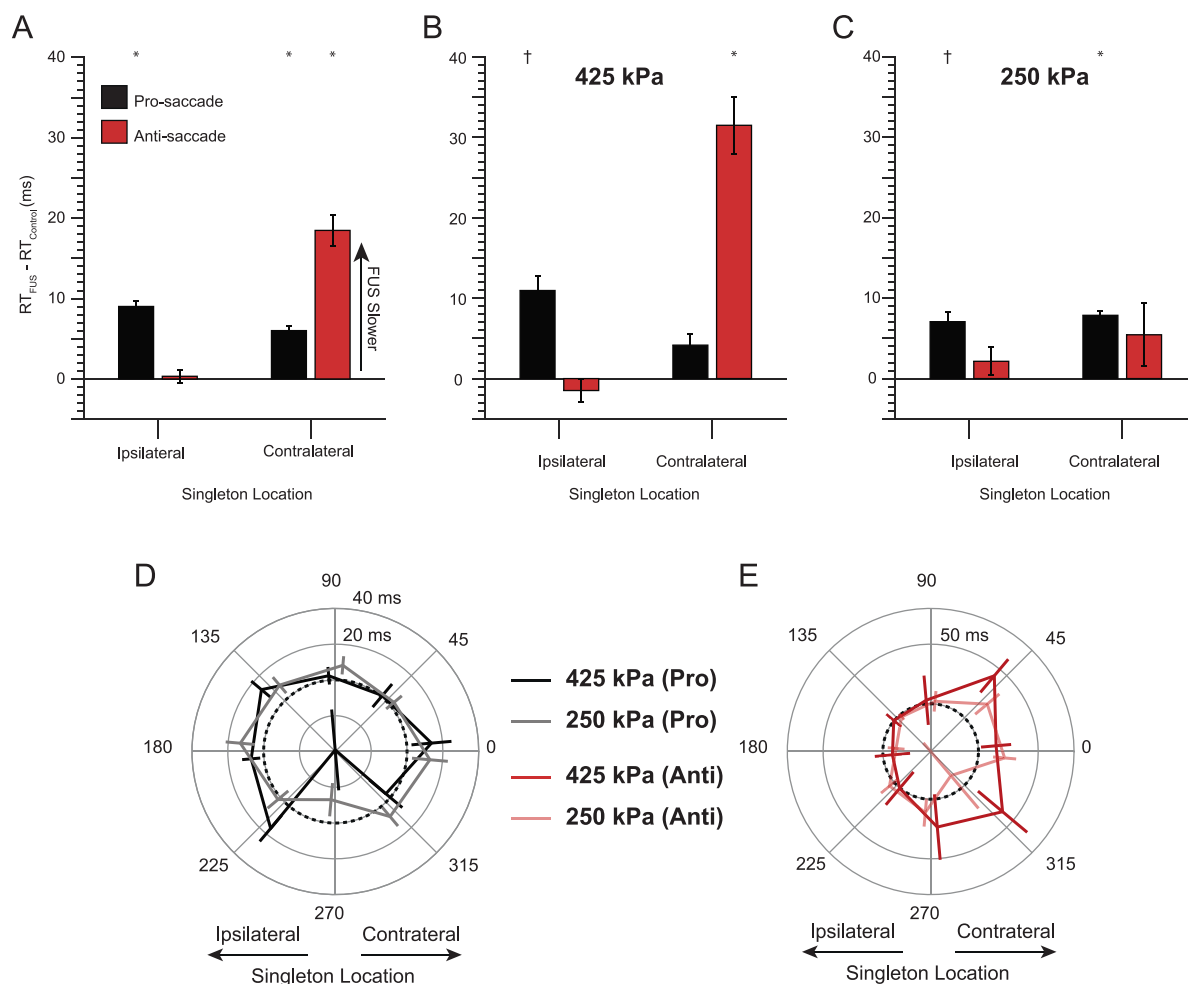 A
B
C
*
*
*
†
*
†
*
40
30
20
10
0
RT_FUS - RT_Control (ms)
Pro-saccade
Anti-saccade
FUS Slower
Ipsilateral
Contralateral
Singleton Location
425 kPa
40
30
20
10
0
Ipsilateral
Contralateral
Singleton Location
250 kPa
40
30
20
10
0
Ipsilateral
Contralateral
Singleton Location
D
90
40 ms
20 ms
135
45
180
0
225
315
270
Ipsilateral
Contrateral
Singleton Location
425 kPa (Pro)
250 kPa (Pro)
425 kPa (Anti)
250 kPa (Anti)
E
90
50 ms
135
45
180
0
225
315
270
Ipsilateral
Contrateral
Singleton Location